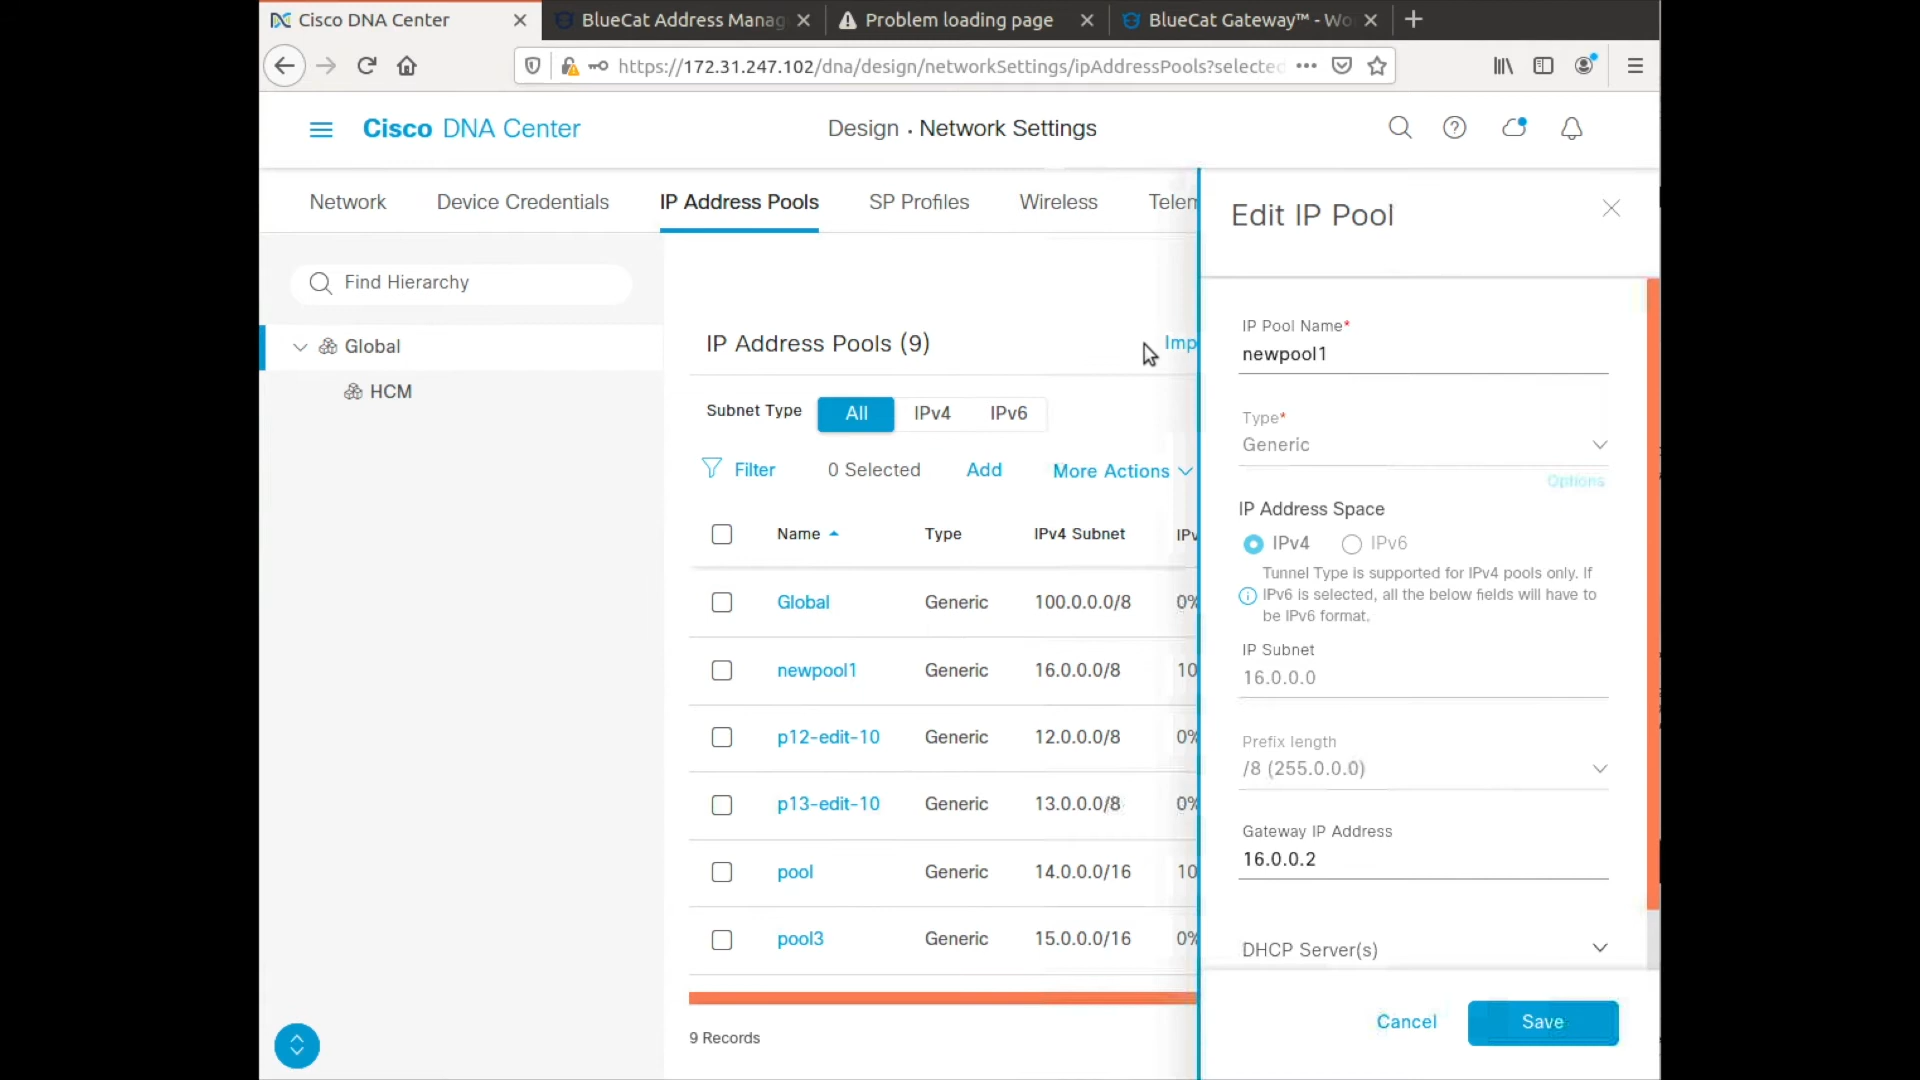 Cisco DNA Center
BlueCat Address Manag
Problem loading page
BlueCat Gateway™ - Wo
https://172.31.247.102/dna/design/networkSettings/ipAddressPools?selected
Cisco DNA Center
Design · Network Settings
Network
Device Credentials
IP Address Pools
SP Profiles
Wireless
Telem
Find Hierarchy
Global
HCM
IP Address Pools (9)
Imp
Subnet Type
All
IPv4
IPv6
Filter
0 Selected
Add
More Actions
Name
Type
IPv4 Subnet
IPv
Global
Generic
100.0.0.0/8
0%
newpool1
Generic
16.0.0.0/8
10
p12-edit-10
Generic
12.0.0.0/8
0%
p13-edit-10
Generic
13.0.0.0/8
0%
pool
Generic
14.0.0.0/16
10
pool3
Generic
15.0.0.0/16
0%
9 Records
Edit IP Pool
IP Pool Name*
newpool1
Type*
Generic
Options
IP Address Space
IPv4
IPv6
Tunnel Type is supported for IPv4 pools only. If
IPv6 is selected, all the below fields will have to
be IPv6 format.
IP Subnet
16.0.0.0
Prefix length
/8 (255.0.0.0)
Gateway IP Address
16.0.0.2
DHCP Server(s)
Cancel
Save